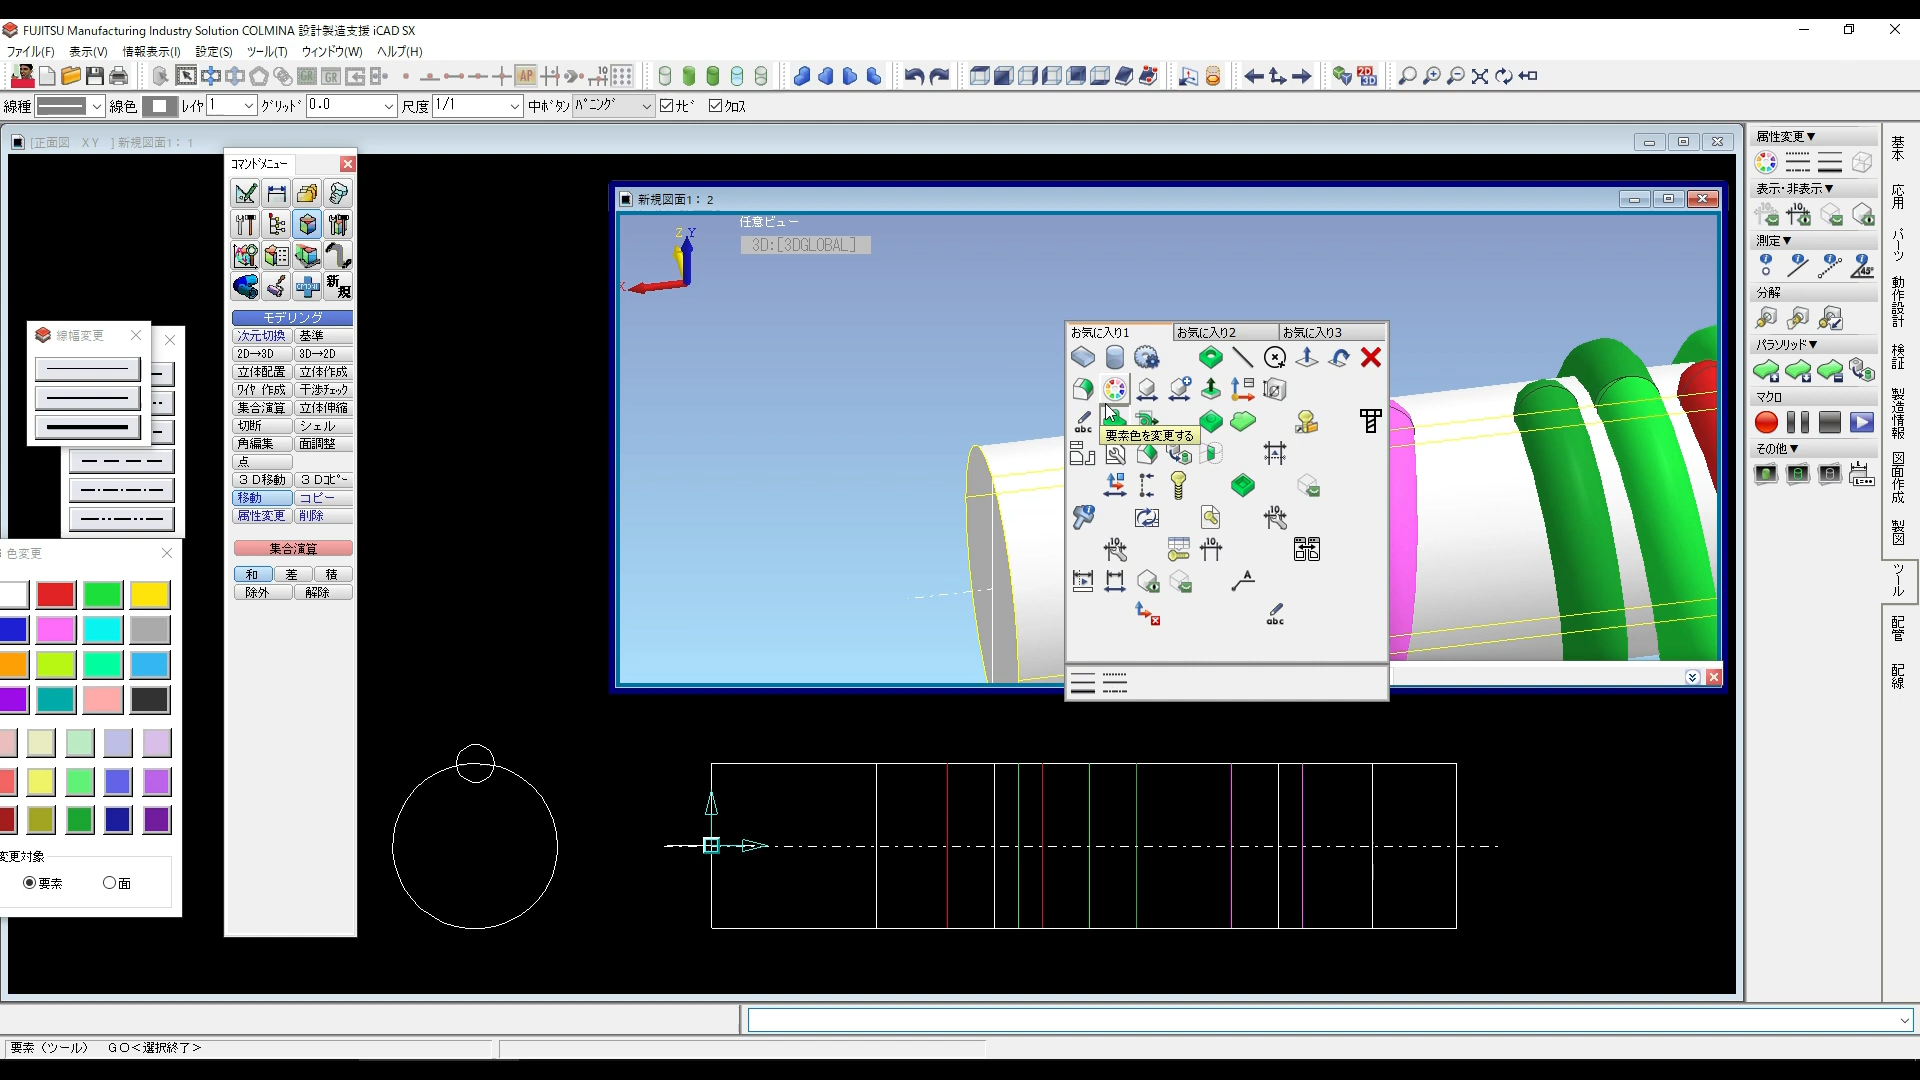 FUJITSU Manufacturing Industry Solution COLMINA 設計製造支援 iCAD SX
ファイル(F) 表示(V) 情報表示(I) 設定(S) ツール(T) ウィンドウ(W) ヘルプ(H)
GR GR AP 10 2D 3D
線種 線色 レイヤ 1 グリッド 0.0 尺度 1/1 中ボタン パニング ナビ クロス
[正面図 XY ] 新規図面1: 1
コマンドメニュー
新規
モデリング
次元切換 基準
2D→3D 3D→2D
立体配置 立体作成
ワイヤ作成 干渉チェック
集合演算 立体伸縮
切断 シェル
角編集 面調整
点
3D移動 3Dコピー
移動 コピー
属性変更 削除
集合演算
和 差 積
除外 解除
線幅変更
色変更
変更対象
要素 面
新規図面1: 2
任意ビュー
3D:[3DGLOBAL]
Z Y
X
お気に入り1 お気に入り2 お気に入り3
abc
要素色を変更する
10
10
A
abc
属性変更▼
表示・非表示▼
測定▼
45°
分解
パラソリッド▼
マクロ
その他▼
基本
応用
パーツ
動作設計
検証
製造情報
図面作成
製図
ツール
配管
配線
要素(ツール) GO<選択終了>